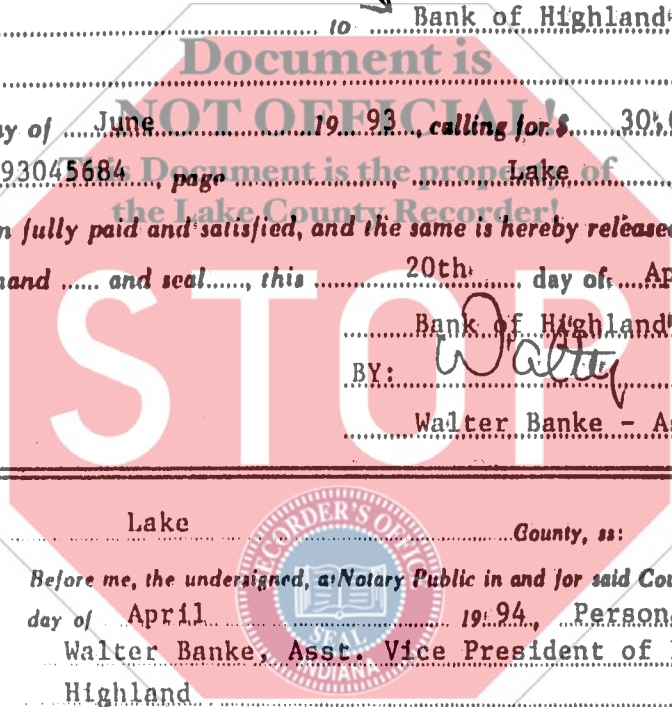 to Bank of Highland
Document is
NOT OFFICIAL!
ay of June 19 93, calling for $ 30,
93045684, page , Lake
This Document is the property of
the Lake County Recorder!
n fully paid and satisfied, and the same is hereby released
hand ...... and seal......, this 20th day of Ap
STOP
Bank of Highland
BY: Walter
Walter Banke - As
Lake County, ss:
RECORDER'S OFFICE
Before me, the undersigned, a Notary Public in and for said Cou
day of April 19 94, Person
Walter Banke, Asst. Vice President of
Highland
SEAL
INDIANA